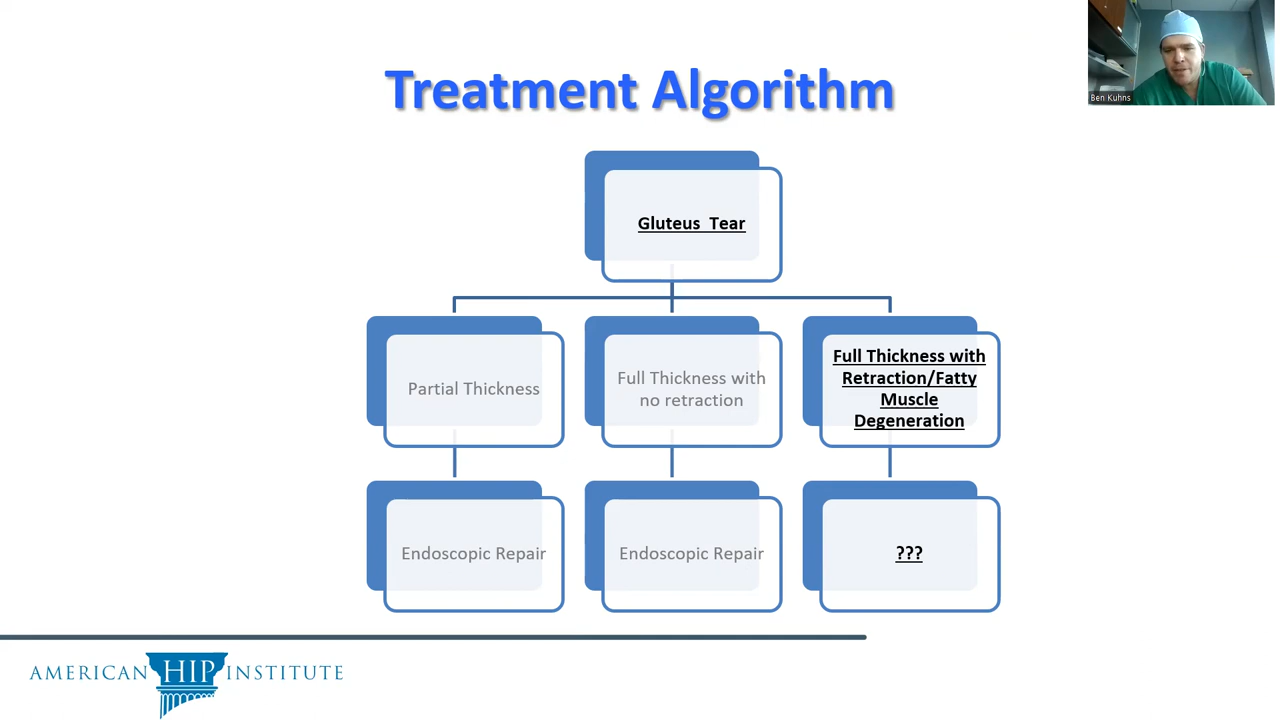 Ben Kuhns
Treatment Algorithm
Gluteus Tear
Partial Thickness
Full Thickness with
no retraction
Full Thickness with
Retraction/Fatty
Muscle
Degeneration
Endoscopic Repair
Endoscopic Repair
???
AMERICAN HIP INSTITUTE